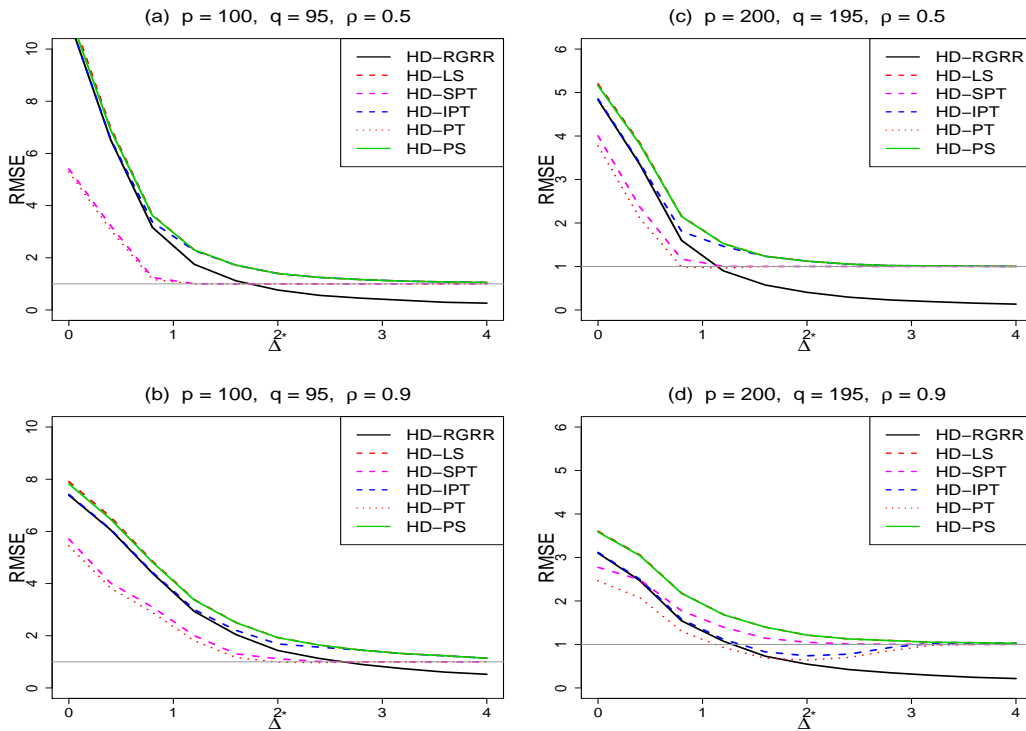 (a) p = 100, q = 95, ρ = 0.5
RMSE
0
2
4
6
8
10
HD−RGRR
HD−LS
HD−SPT
HD−IPT
HD−PT
HD−PS
0
1
2
3
4
Δ*
(c) p = 200, q = 195, ρ = 0.5
RMSE
0
1
2
3
4
5
6
HD−RGRR
HD−LS
HD−SPT
HD−IPT
HD−PT
HD−PS
0
1
2
3
4
Δ*
(b) p = 100, q = 95, ρ = 0.9
RMSE
0
2
4
6
8
10
HD−RGRR
HD−LS
HD−SPT
HD−IPT
HD−PT
HD−PS
0
1
2
3
4
Δ*
(d) p = 200, q = 195, ρ = 0.9
RMSE
0
1
2
3
4
5
6
HD−RGRR
HD−LS
HD−SPT
HD−IPT
HD−PT
HD−PS
0
1
2
3
4
Δ*